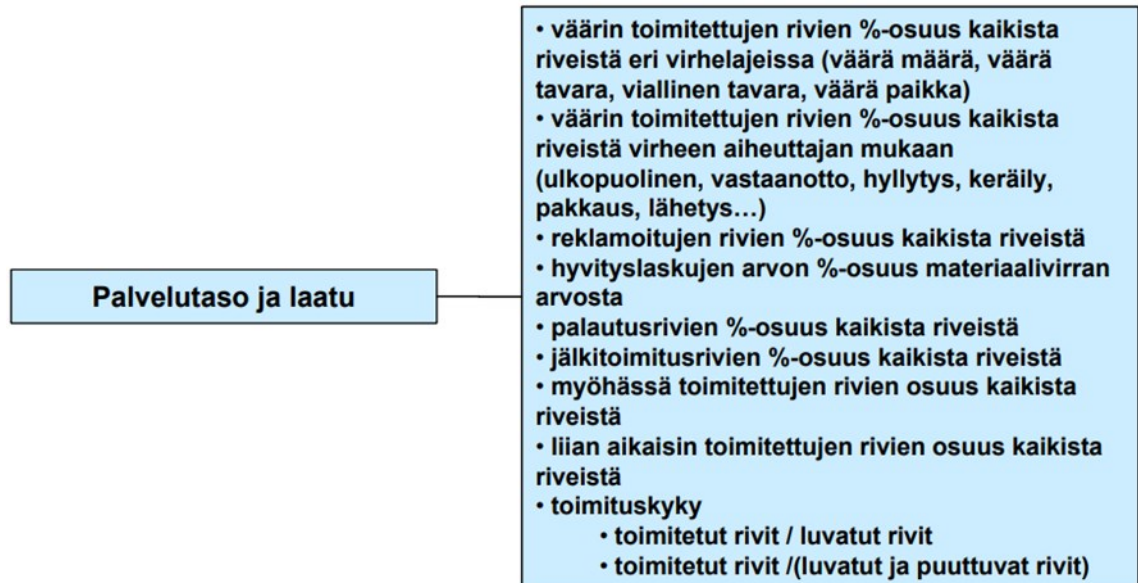 Palvelutaso ja laatu
• väärin toimitettujen rivien %-osuus kaikista
riveistä eri virhelajeissa (väärä määrä, väärä
tavara, viallinen tavara, väärä paikka)
• väärin toimitettujen rivien %-osuus kaikista
riveistä virheen aiheuttajan mukaan
(ulkopuolinen, vastaanotto, hyllytys, keräily,
pakkaus, lähetys…)
• reklamoitujen rivien %-osuus kaikista riveistä
• hyvityslaskujen arvon %-osuus materiaalivirran
arvosta
• palautusrivien %-osuus kaikista riveistä
• jälkitoimitusrivien %-osuus kaikista riveistä
• myöhässä toimitettujen rivien osuus kaikista
riveistä
• liian aikaisin toimitettujen rivien osuus kaikista
riveistä
• toimituskyky
• toimitetut rivit / luvatut rivit
• toimitetut rivit /(luvatut ja puuttuvat rivit)